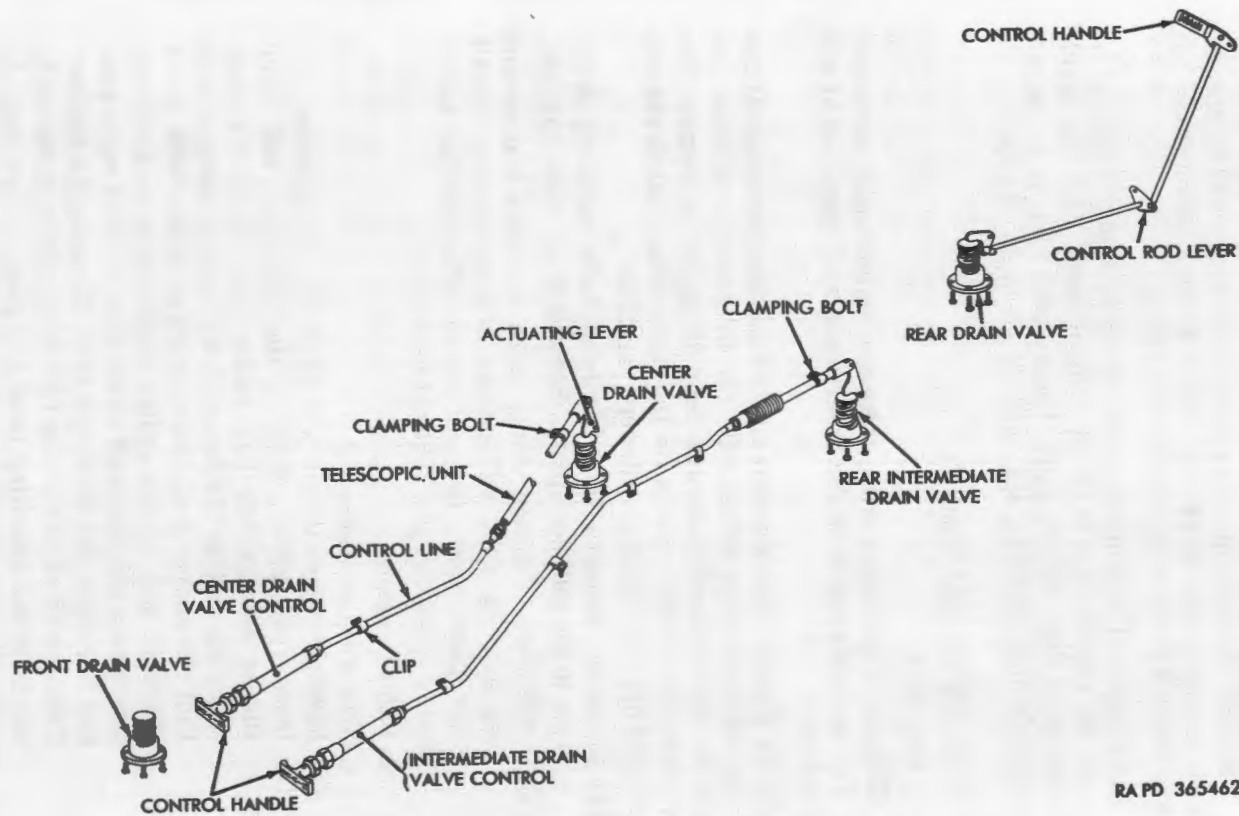 CONTROL HANDLE
CONTROL ROD LEVER
REAR DRAIN VALVE
CLAMPING BOLT
ACTUATING LEVER
CENTER
DRAIN VALVE
CLAMPING BOLT
REAR INTERMEDIATE
DRAIN VALVE
TELESCOPIC UNIT
CONTROL LINE
CENTER DRAIN
VALVE CONTROL
CLIP
FRONT DRAIN VALVE
INTERMEDIATE DRAIN
VALVE CONTROL
CONTROL HANDLE
RA PD 365462